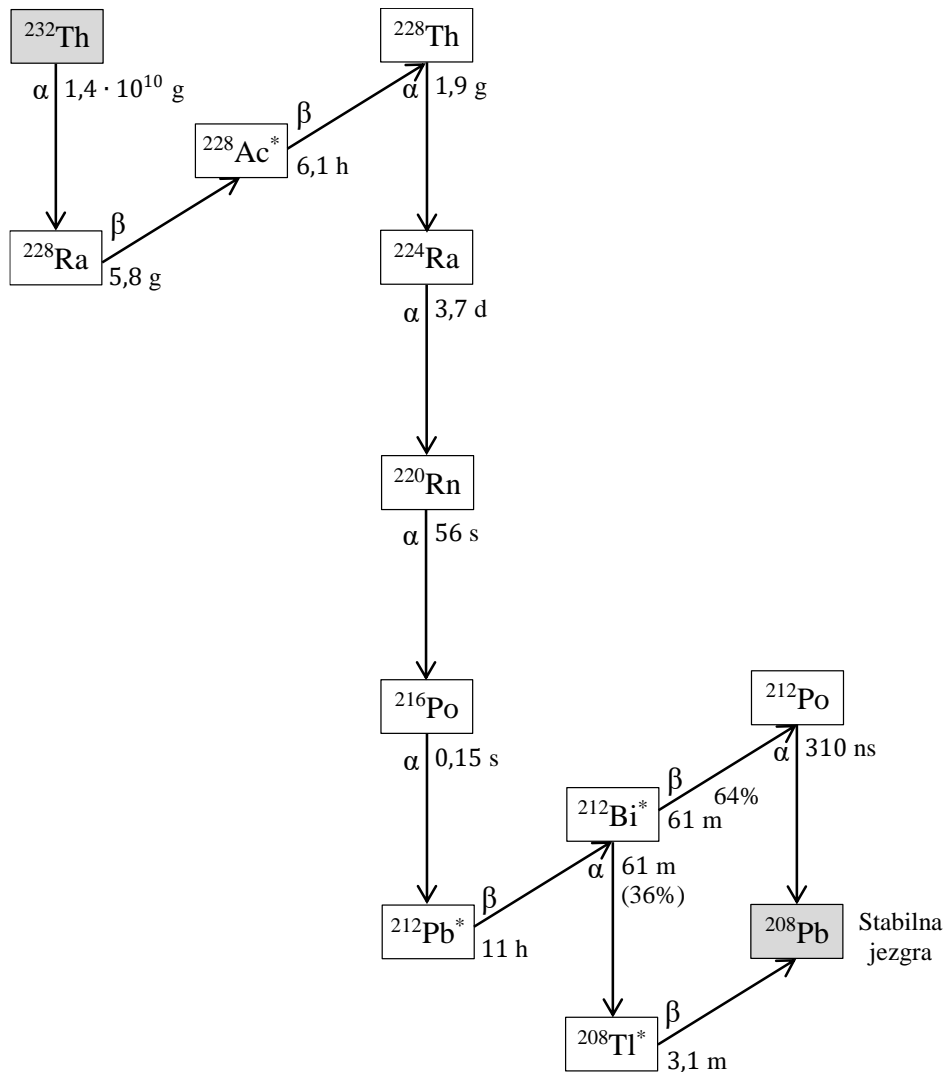 ²³²Th
²²⁸Th
α 1,4 · 10¹⁰ g
α 1,9 g
β
²²⁸Ac*
6,1 h
β
²²⁸Ra
5,8 g
²²⁴Ra
α 3,7 d
²²⁰Rn
α 56 s
²¹⁶Po
α 0,15 s
²¹²Po
α 310 ns
β 64%
²¹²Bi*
61 m
α 61 m
(36%)
β
²¹²Pb*
11 h
²⁰⁸Pb
Stabilna
jezgra
β
²⁰⁸Tl*
3,1 m